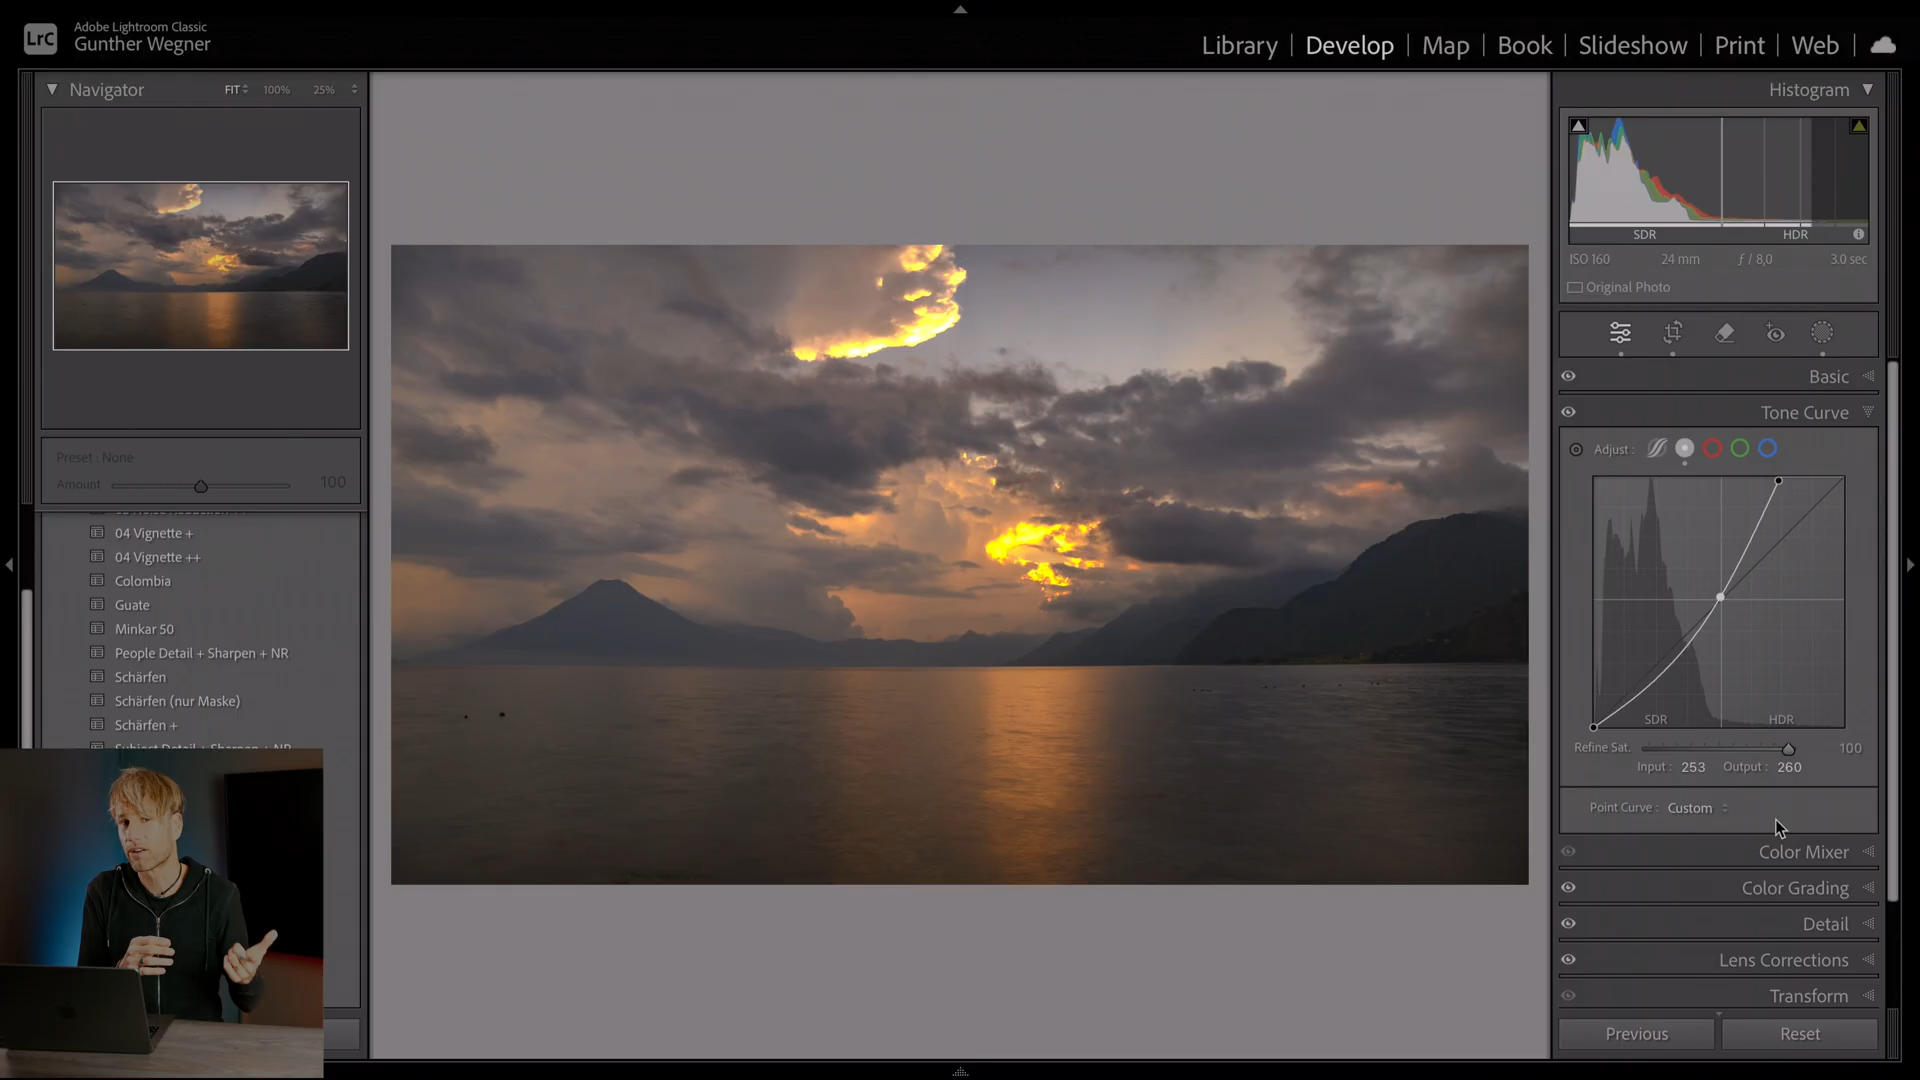 LrC
Adobe Lightroom Classic
Gunther Wegner
Library
Develop
Map
Book
Slideshow
Print
Web
Navigator
FIT
100%
25%
Preset : None
Amount
100
04 Vignette +
04 Vignette ++
Colombia
Guate
Minkar 50
People Detail + Sharpen + NR
Schärfen
Schärfen (nur Maske)
Schärfen +
Histogram
SDR
HDR
ISO 160
24 mm
ƒ / 8,0
3.0 sec
Original Photo
Basic
Tone Curve
Adjust :
SDR
HDR
Refine Sat.
100
Input : 253
Output : 260
Point Curve : Custom
Color Mixer
Color Grading
Detail
Lens Corrections
Transform
Previous
Reset